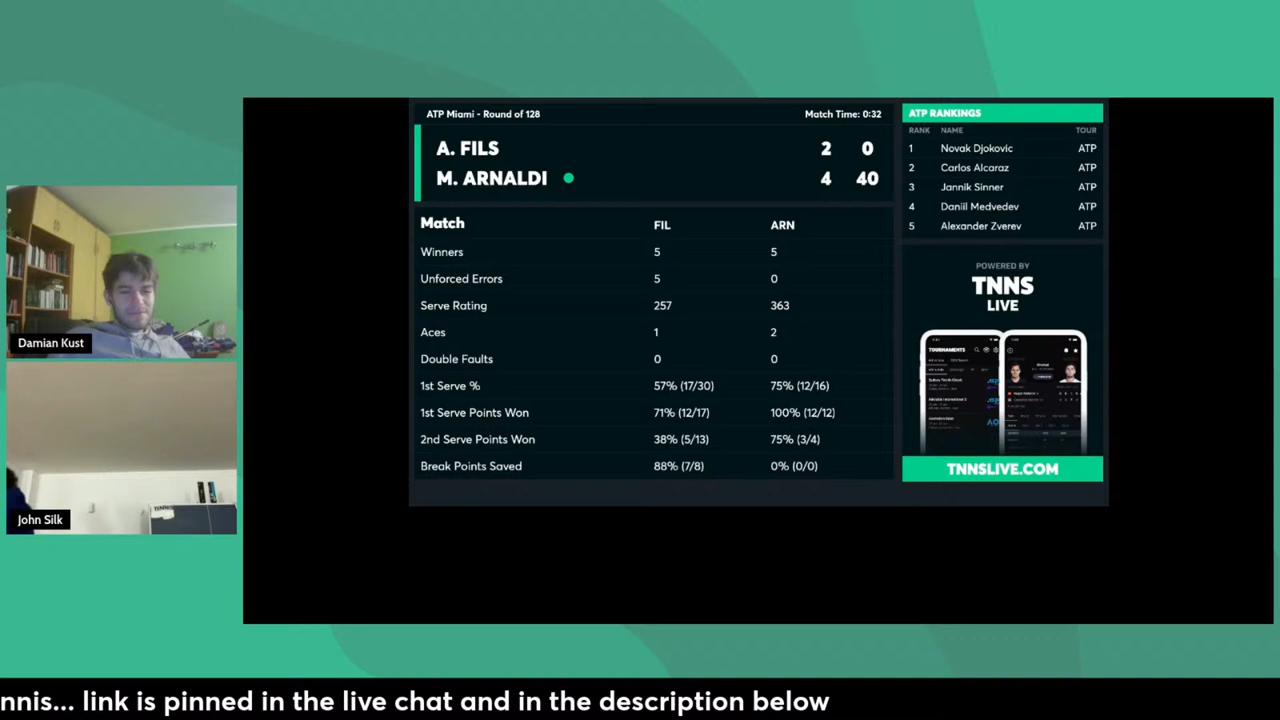 ATP Miami - Round of 128 Match Time: 0:32
A. FILS 2 0
M. ARNALDI 4 40
Match FIL ARN
Winners 5 5
Unforced Errors 5 0
Serve Rating 257 363
Aces 1 2
Double Faults 0 0
1st Serve % 57% (17/30) 75% (12/16)
1st Serve Points Won 71% (12/17) 100% (12/12)
2nd Serve Points Won 38% (5/13) 75% (3/4)
Break Points Saved 88% (7/8) 0% (0/0)
ATP RANKINGS
RANK NAME TOUR
1 Novak Djokovic ATP
2 Carlos Alcaraz ATP
3 Jannik Sinner ATP
4 Daniil Medvedev ATP
5 Alexander Zverev ATP
POWERED BY
TNNS
LIVE
TOURNAMENTS
TNNSLIVE.COM
Damian Kust
John Silk
nnis... link is pinned in the live chat and in the description below